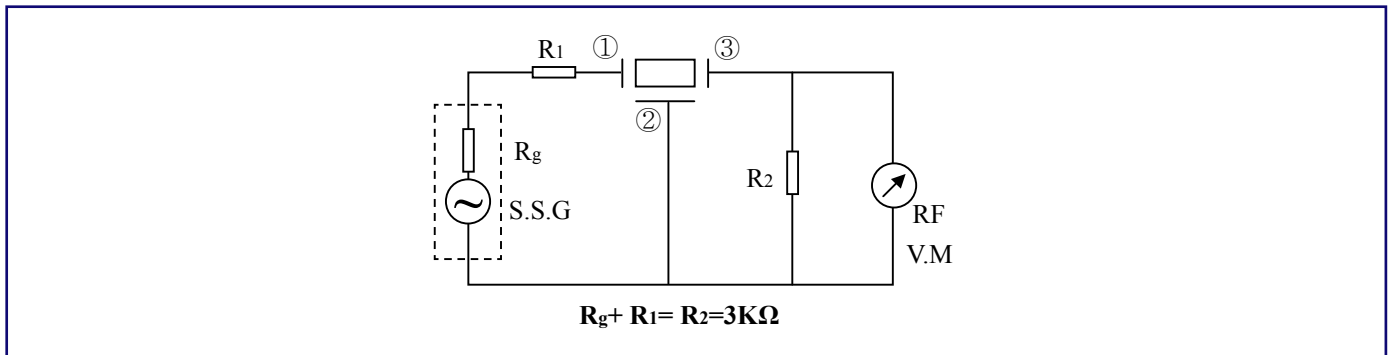 R1
①
③
②
Rg
S.S.G
R2
RF
V.M
Rg+ R1= R2=3KΩ